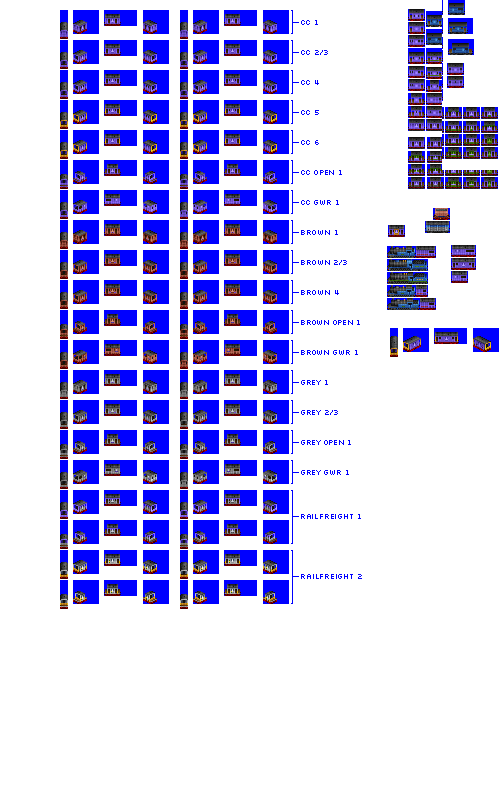 CC 1
CC 2/3
CC 4
CC 5
CC 6
CC OPEN 1
CC GWR 1
BROWN 1
BROWN 2/3
BROWN 4
BROWN OPEN 1
BROWN GWR 1
GREY 1
GREY 2/3
GREY OPEN 1
GREY GWR 1
RAILFREIGHT 1
RAILFREIGHT 2